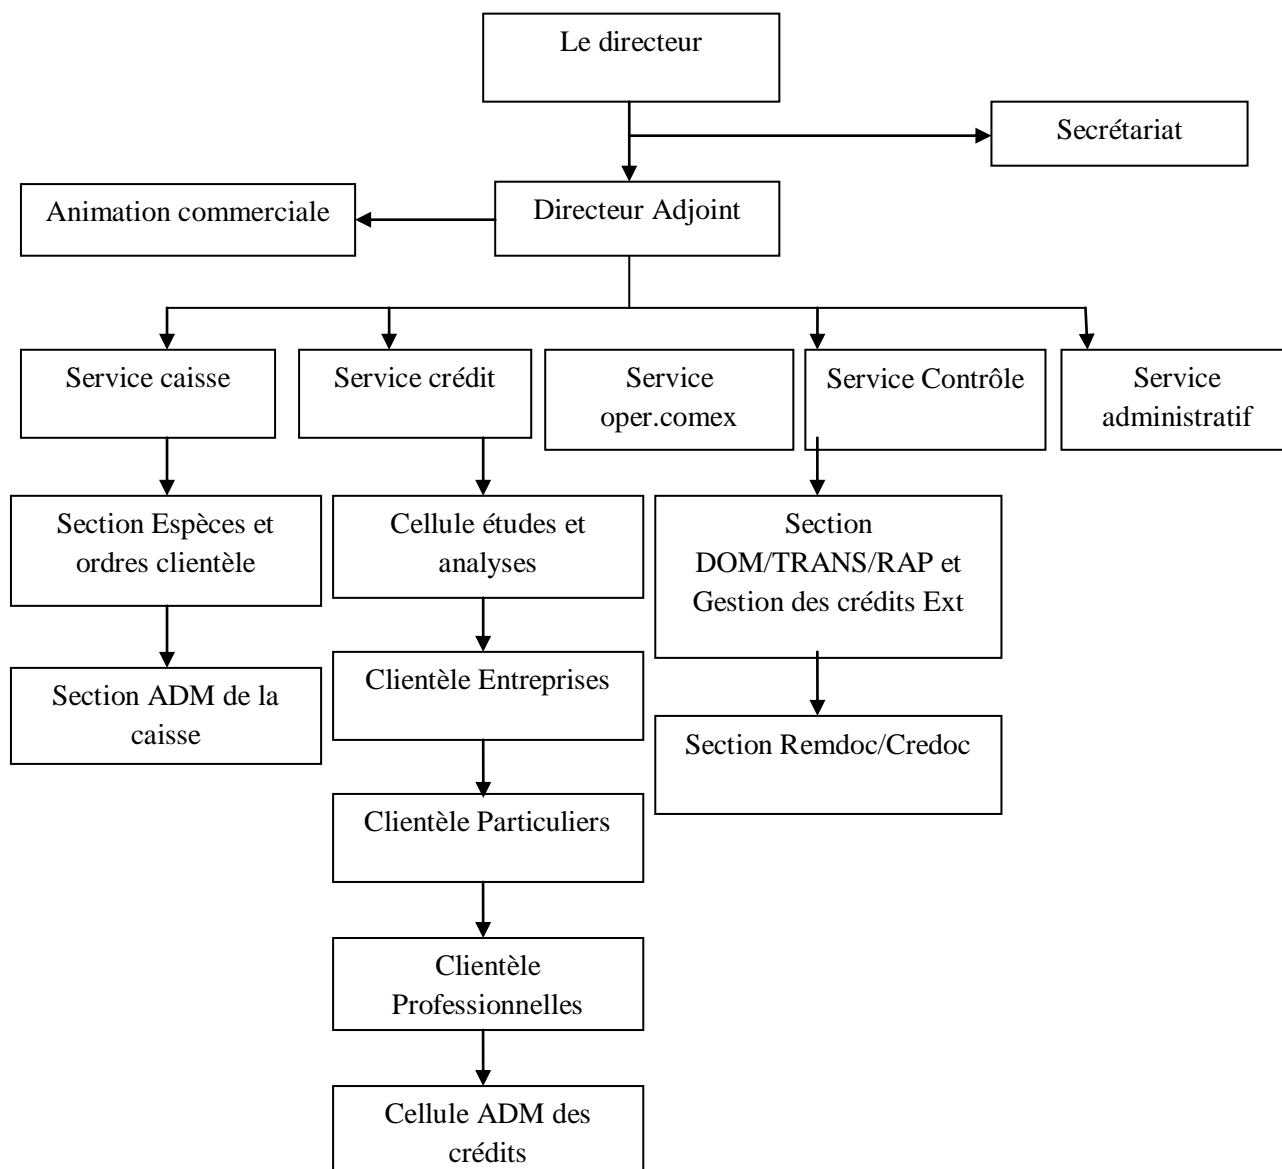 Le directeur
Secrétariat
Animation commerciale
Directeur Adjoint
Service caisse
Service crédit
Service
oper.comex
Service Contrôle
Service
administratif
Section Espèces et
ordres clientèle
Cellule études et
analyses
Section
DOM/TRANS/RAP et
Gestion des crédits Ext
Section ADM de la
caisse
Clientèle Entreprises
Section Remdoc/Credoc
Clientèle Particuliers
Clientèle
Professionnelles
Cellule ADM des
crédits